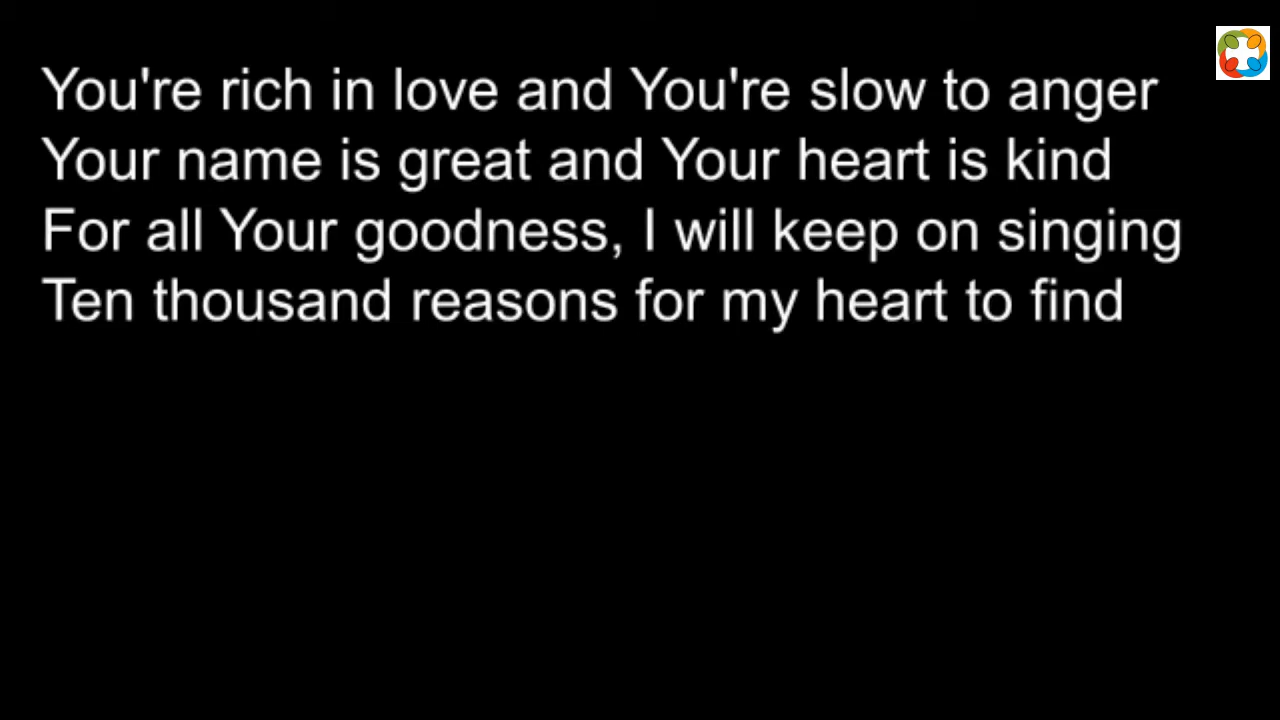 You're rich in love and You're slow to anger
Your name is great and Your heart is kind
For all Your goodness, I will keep on singing
Ten thousand reasons for my heart to find